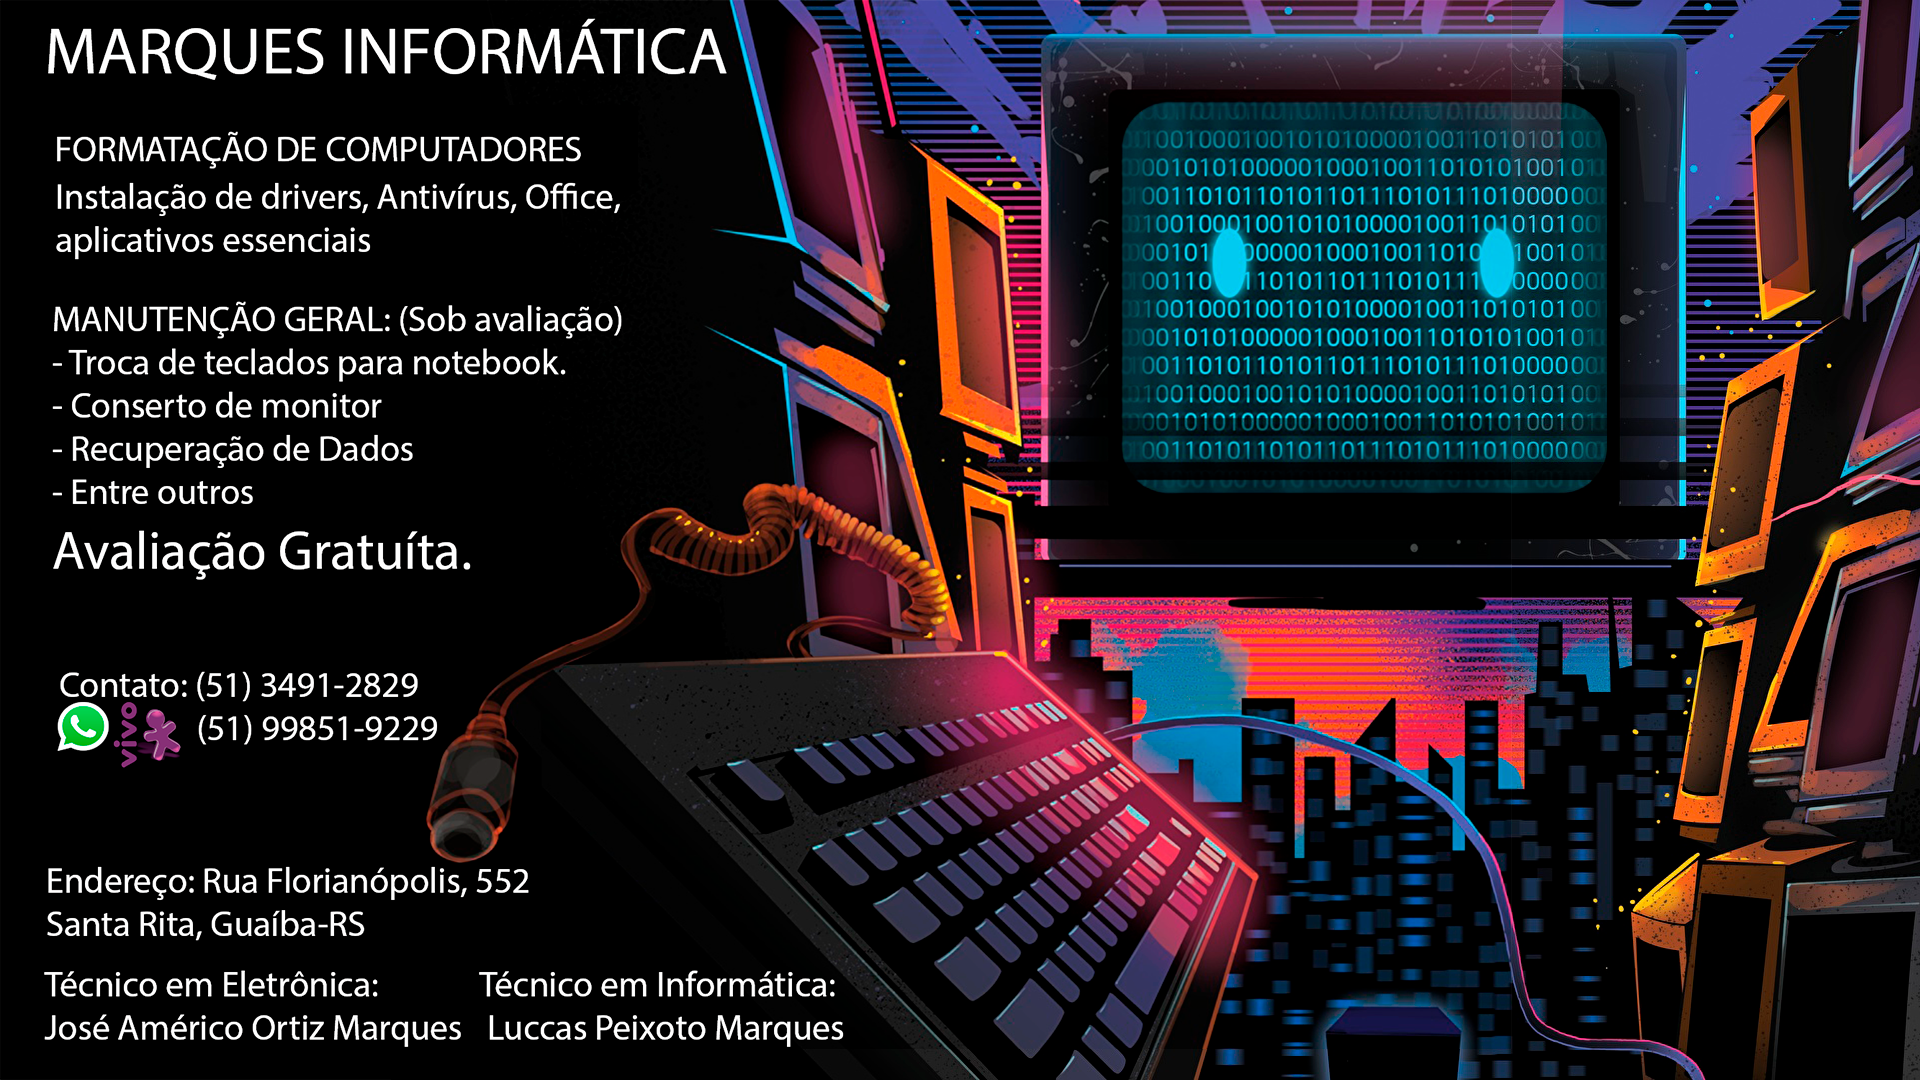 MARQUES INFORMÁTICA
FORMATAÇÃO DE COMPUTADORES
Instalação de drivers, Antivírus, Office,
aplicativos essenciais
MANUTENÇÃO GERAL: (Sob avaliação)
- Troca de teclados para notebook.
- Conserto de monitor
- Recuperação de Dados
- Entre outros
Avaliação Gratuíta.
Contato: (51) 3491-2829
vivo (51) 99851-9229
Endereço: Rua Florianópolis, 552
Santa Rita, Guaíba-RS
Técnico em Eletrônica: Técnico em Informática:
José Américo Ortiz Marques Luccas Peixoto Marques